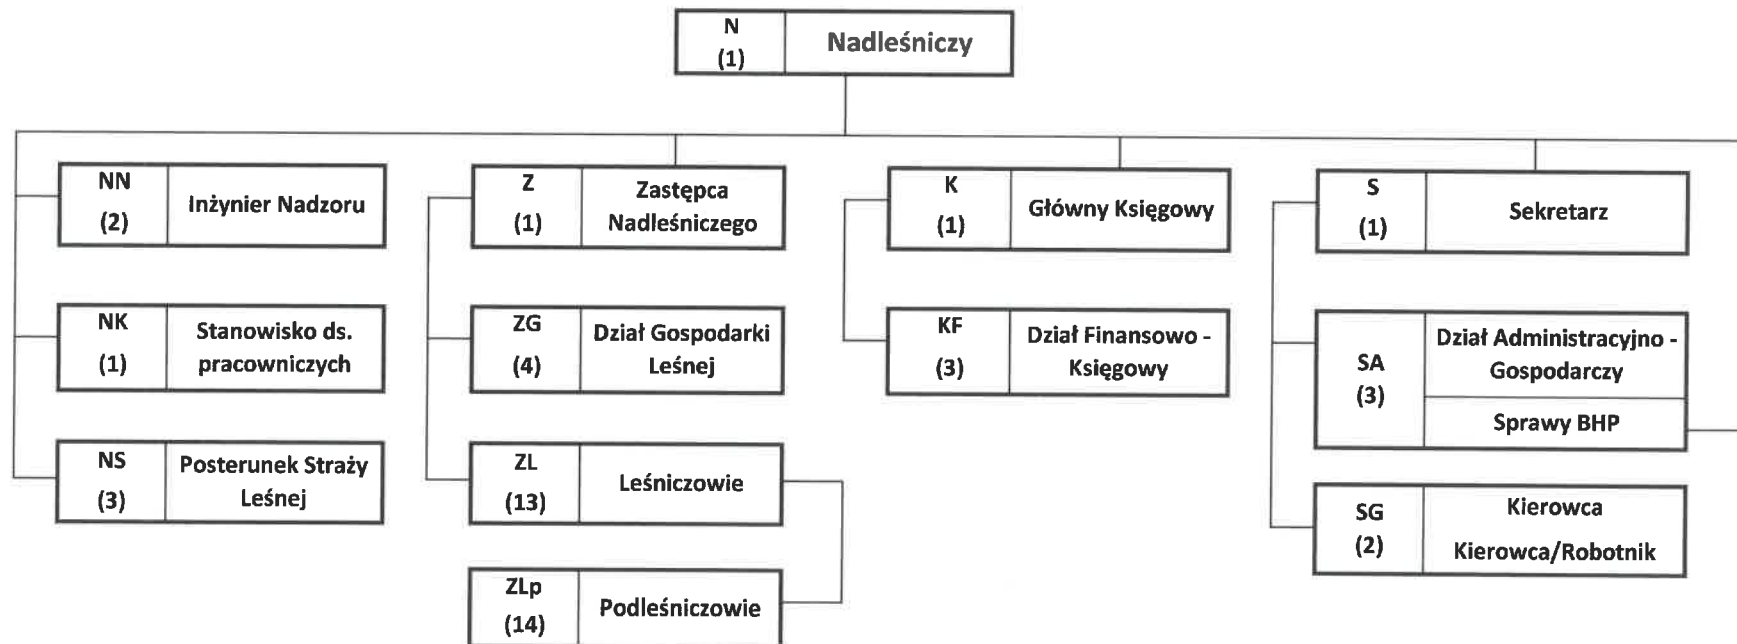 N
(1)
Nadleśniczy
NN
(2)
Inżynier Nadzoru
NK
(1)
Stanowisko ds.
pracowniczych
NS
(3)
Posterunek Straży
Leśnej
Z
(1)
Zastępca
Nadleśniczego
ZG
(4)
Dział Gospodarki
Leśnej
ZL
(13)
Leśniczowie
ZLp
(14)
Podleśniczowie
K
(1)
Główny Księgowy
KF
(3)
Dział Finansowo -
Księgowy
S
(1)
Sekretarz
SA
(3)
Dział Administracyjno -
Gospodarczy
Sprawy BHP
SG
(2)
Kierowca
Kierowca/Robotnik